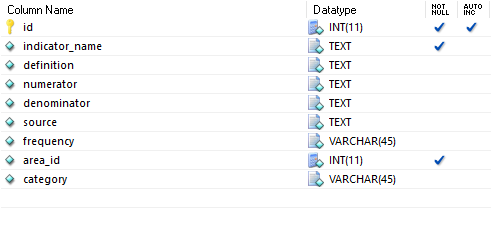 Column Name Datatype NOT NULL AUTO INC
id INT(11)
indicator_name TEXT
definition TEXT
numerator TEXT
denominator TEXT
source TEXT
frequency VARCHAR(45)
area_id INT(11)
category VARCHAR(45)